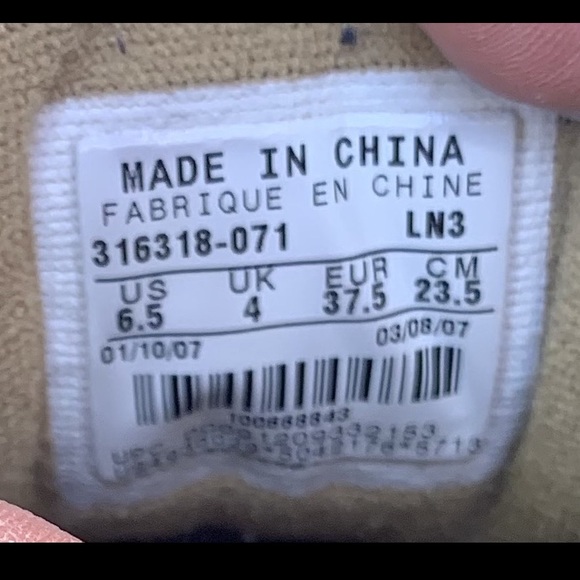 MADE IN CHINA
FABRIQUE EN CHINE
316318-071 LN3
US UK EUR CM
6.5 4 37.5 23.5
01/10/07 03/08/07